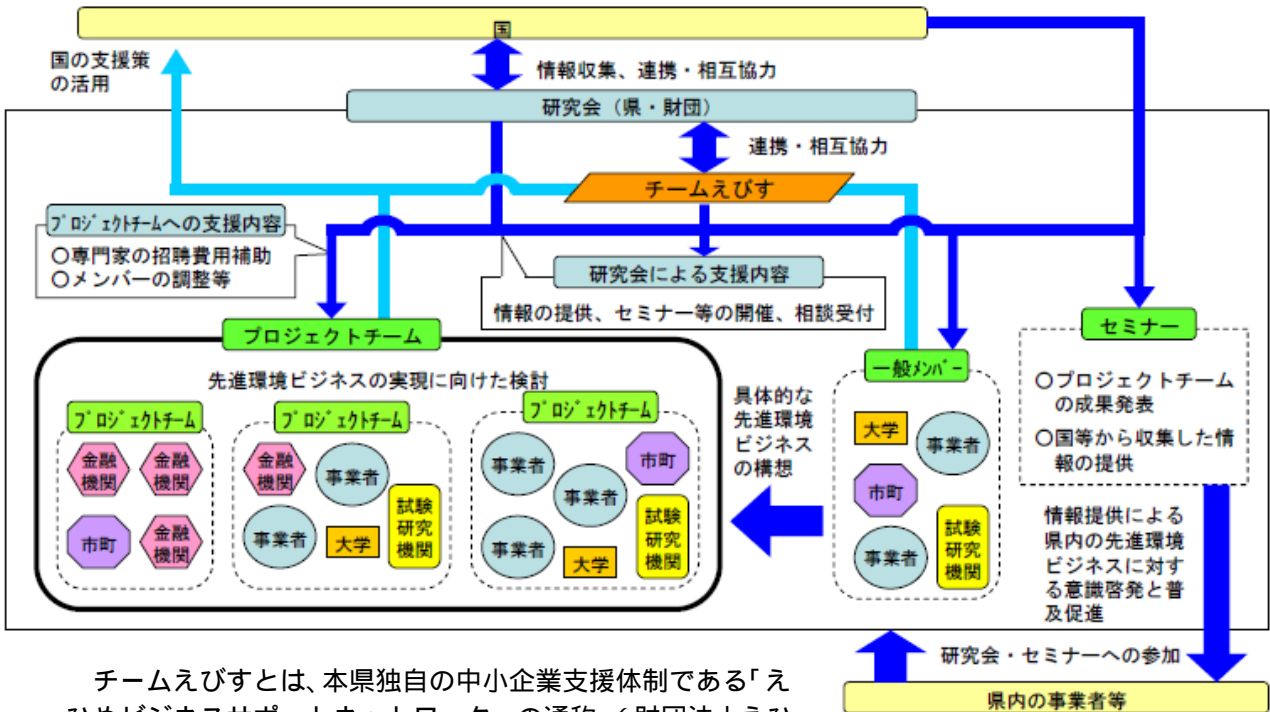 国
国の支援策
の活用
情報収集、連携・相互協力
研究会（県・財団）
連携・相互協力
チームえびす
ﾌﾟﾛｼﾞｪｸﾄﾁｰﾑへの支援内容
○専門家の招聘費用補助
○メンバーの調整等
研究会による支援内容
情報の提供、セミナー等の開催、相談受付
プロジェクトチーム
先進環境ビジネスの実現に向けた検討
ﾌﾟﾛｼﾞｪｸﾄﾁｰﾑ
金融
機関
金融
機関
市町
金融
機関
ﾌﾟﾛｼﾞｪｸﾄﾁｰﾑ
金融
機関
事業者
事業者
大学
試験
研究
機関
ﾌﾟﾛｼﾞｪｸﾄﾁｰﾑ
事業者
事業者
市町
事業者
大学
試験
研究
機関
具体的な
先進環境
ビジネス
の構想
一般ﾒﾝﾊﾞｰ
大学
事業者
市町
事業者
試験
研究
機関
セミナー
○プロジェクトチーム
の成果発表
○国等から収集した情
報の提供
情報提供による
県内の先進環境
ビジネスに対す
る意識啓発と普
及促進
研究会・セミナーへの参加
県内の事業者等
チームえびすとは、本県独自の中小企業支援体制である「え